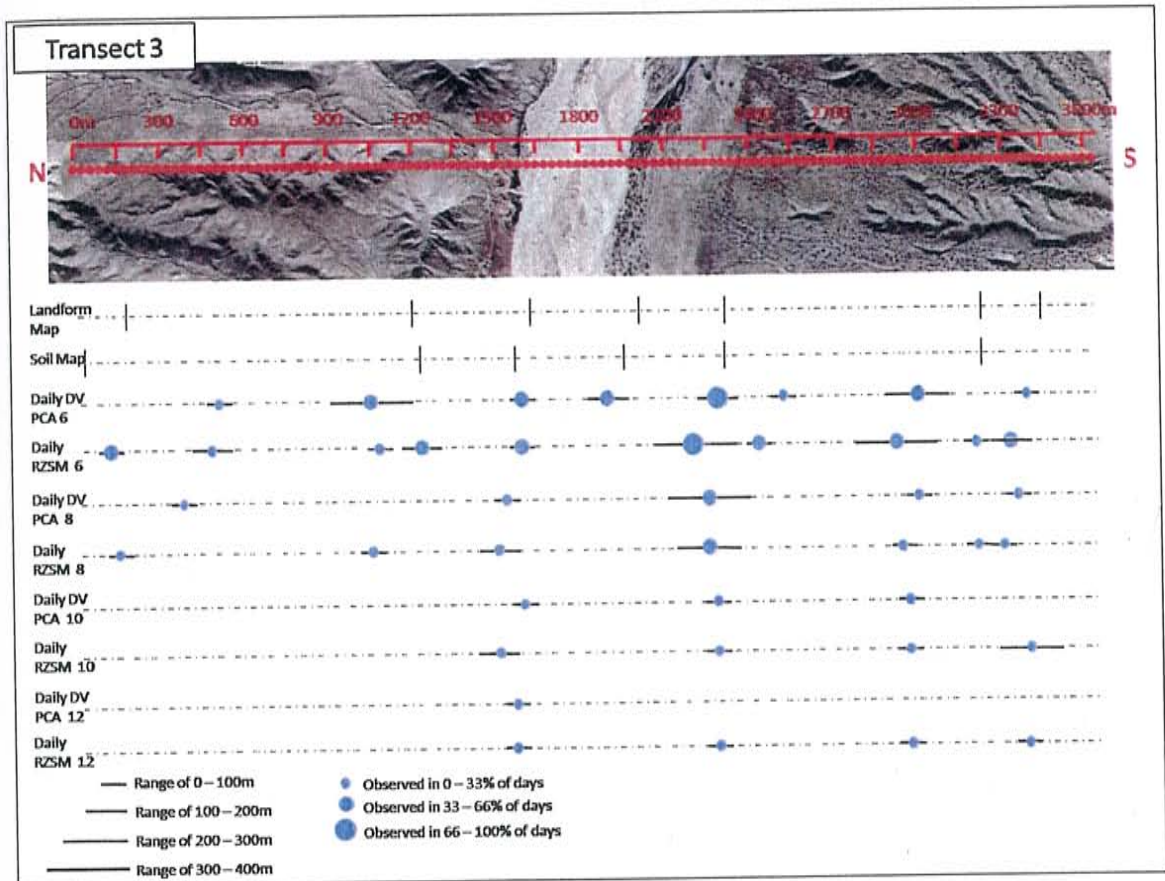 Transect 3
0m 300 600 900 1200 1500 1800 2700 3300 3600m
N S
Landform
Map
Soil Map
Daily DV
PCA 6
Daily
RZSM 6
Daily DV
PCA 8
Daily
RZSM 8
Daily DV
PCA 10
Daily
RZSM 10
Daily DV
PCA 12
Daily
RZSM 12
Range of 0 – 100m
Range of 100 – 200m
Range of 200 – 300m
Range of 300 – 400m
Observed in 0 – 33% of days
Observed in 33 – 66% of days
Observed in 66 – 100% of days